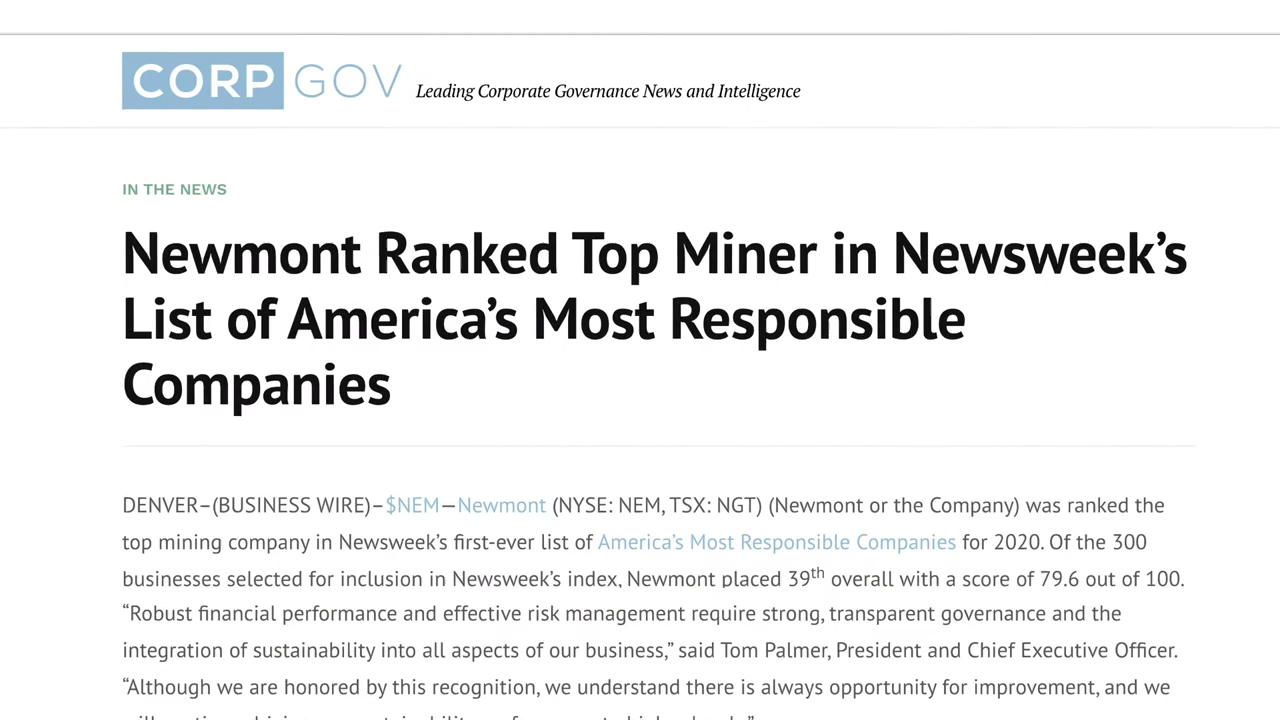 CORP GOV Leading Corporate Governance News and Intelligence
IN THE NEWS
Newmont Ranked Top Miner in Newsweek’s
List of America’s Most Responsible
Companies
DENVER–(BUSINESS WIRE)–$NEM—Newmont (NYSE: NEM, TSX: NGT) (Newmont or the Company) was ranked the
top mining company in Newsweek’s first-ever list of America’s Most Responsible Companies for 2020. Of the 300
businesses selected for inclusion in Newsweek’s index, Newmont placed 39th overall with a score of 79.6 out of 100.
“Robust financial performance and effective risk management require strong, transparent governance and the
integration of sustainability into all aspects of our business,” said Tom Palmer, President and Chief Executive Officer.
“Although we are honored by this recognition, we understand there is always opportunity for improvement, and we